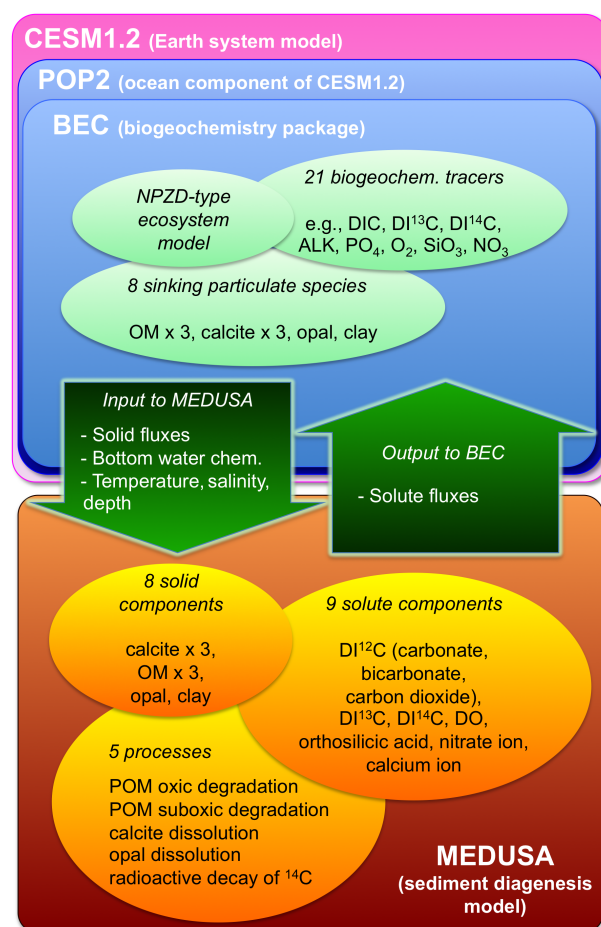 CESM1.2 (Earth system model)
POP2 (ocean component of CESM1.2)
BEC (biogeochemistry package)
NPZD-type
ecosystem
model
21 biogeochem. tracers
e.g., DIC, DI¹³C, DI¹⁴C,
ALK, PO₄, O₂, SiO₃, NO₃
8 sinking particulate species
OM x 3, calcite x 3, opal, clay
Input to MEDUSA
- Solid fluxes
- Bottom water chem.
- Temperature, salinity,
depth
Output to BEC
- Solute fluxes
8 solid
components
calcite x 3,
OM x 3,
opal, clay
9 solute components
DI¹²C (carbonate,
bicarbonate,
carbon dioxide),
DI¹³C, DI¹⁴C, DO,
orthosilicic acid, nitrate ion,
calcium ion
5 processes
POM oxic degradation
POM suboxic degradation
calcite dissolution
opal dissolution
radioactive decay of ¹⁴C
MEDUSA
(sediment diagenesis
model)